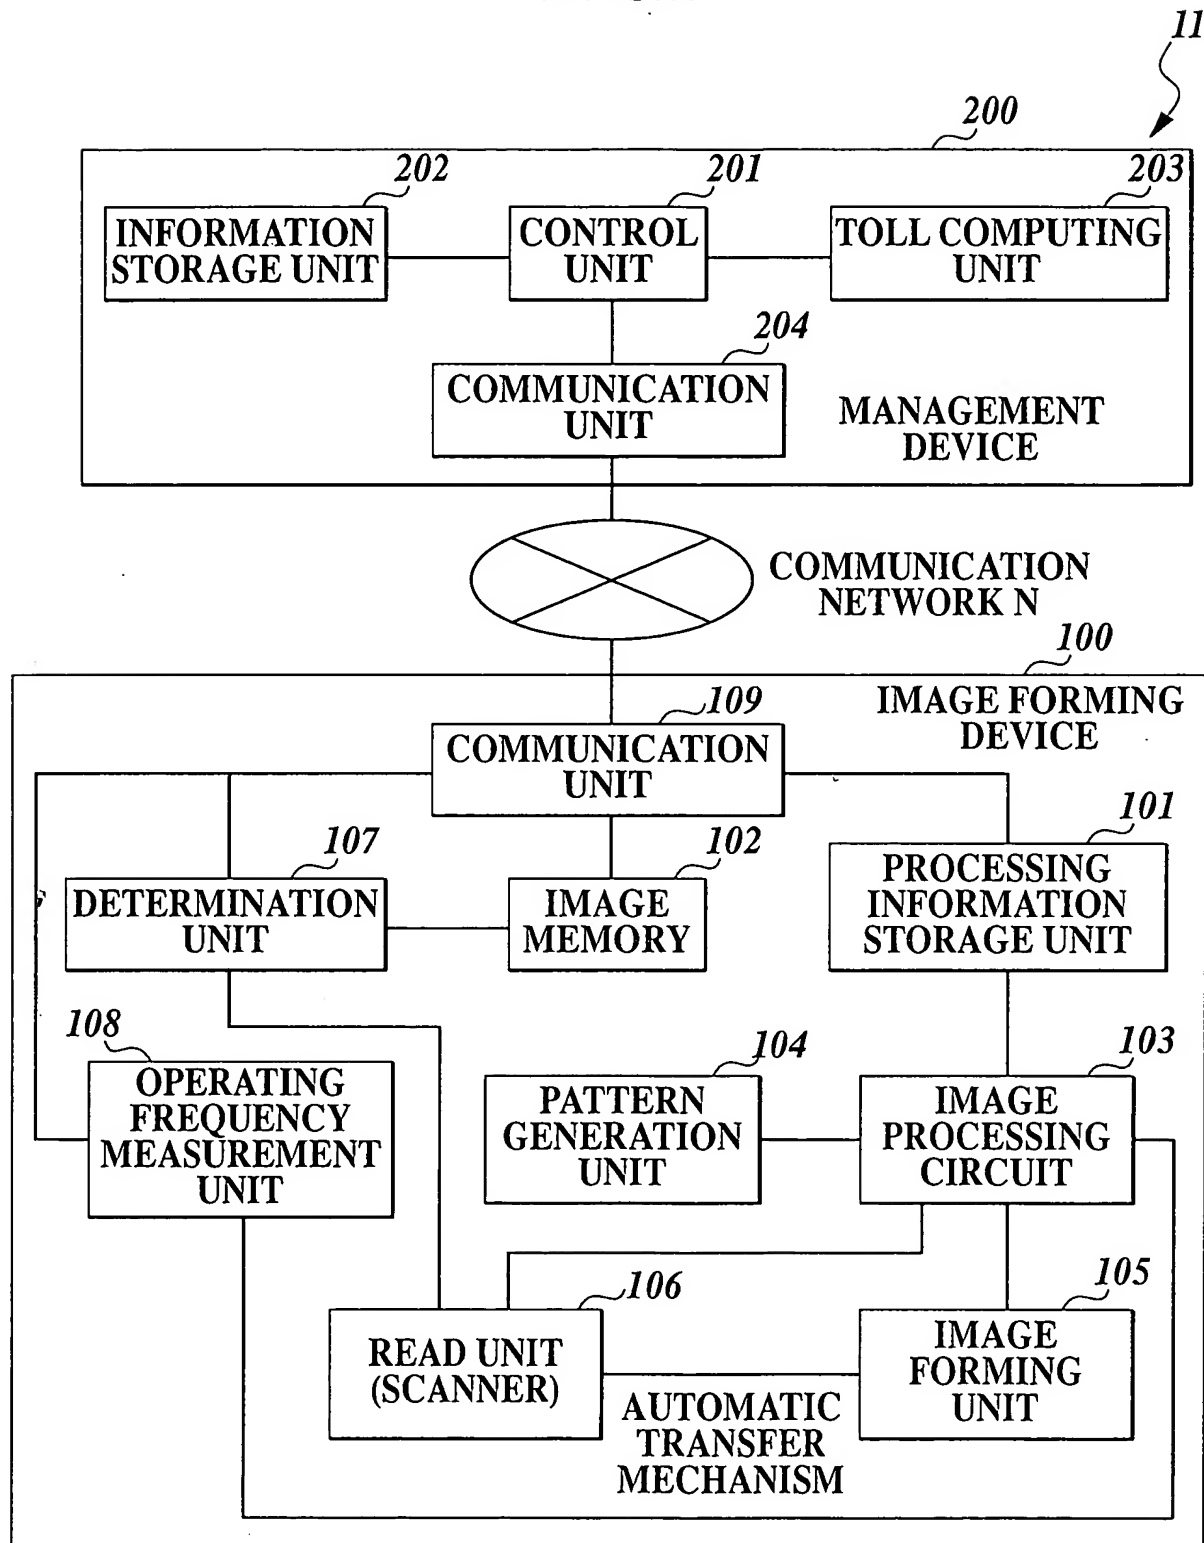 11
200
202
201
203
INFORMATION
STORAGE UNIT
CONTROL
UNIT
TOLL COMPUTING
UNIT
204
COMMUNICATION
UNIT
MANAGEMENT
DEVICE
COMMUNICATION
NETWORK N
100
IMAGE FORMING
DEVICE
109
COMMUNICATION
UNIT
107
102
101
DETERMINATION
UNIT
IMAGE
MEMORY
PROCESSING
INFORMATION
STORAGE UNIT
108
104
103
OPERATING
FREQUENCY
MEASUREMENT
UNIT
PATTERN
GENERATION
UNIT
IMAGE
PROCESSING
CIRCUIT
106
105
READ UNIT
(SCANNER)
IMAGE
FORMING
UNIT
AUTOMATIC
TRANSFER
MECHANISM